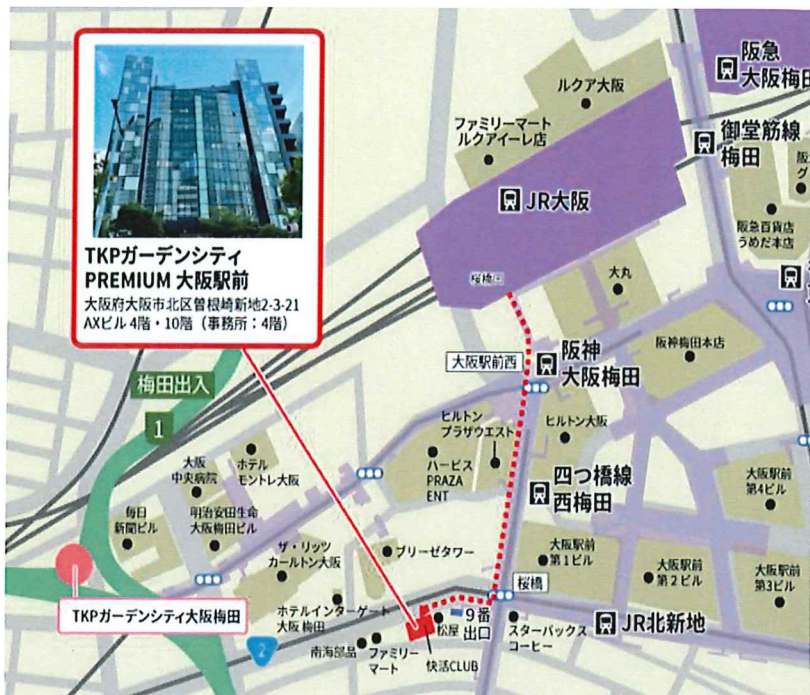 TKPガーデンシティ
PREMIUM 大阪駅前
大阪府大阪市北区曽根崎新地2-3-21
AXビル 4階・10階（事務所：4階）
阪急
大阪梅田
ルクア大阪
ファミリーマート
ルクアイーレ店
御堂筋線
梅田
JR大阪
阪急百貨店
うめだ本店
桜橋口
大丸
大阪駅前西
阪神
大阪梅田
阪神梅田本店
梅田出入
1
ヒルトン
プラザウエスト
ヒルトン大阪
大阪
中央病院
ホテル
モントレ大阪
ハービス
PRAZA
ENT
四つ橋線
西梅田
大阪駅前
第4ビル
毎日
新聞ビル
明治安田生命
大阪梅田ビル
ザ・リッツ
カールトン大阪
ブリーゼタワー
大阪駅前
第1ビル
大阪駅前
第2ビル
大阪駅前
第3ビル
桜橋
TKPガーデンシティ大阪梅田
ホテルインターゲート
大阪 梅田
松屋
9番
出口
スターバックス
コーヒー
JR北新地
2
南海部品
ファミリー
マート
快活CLUB